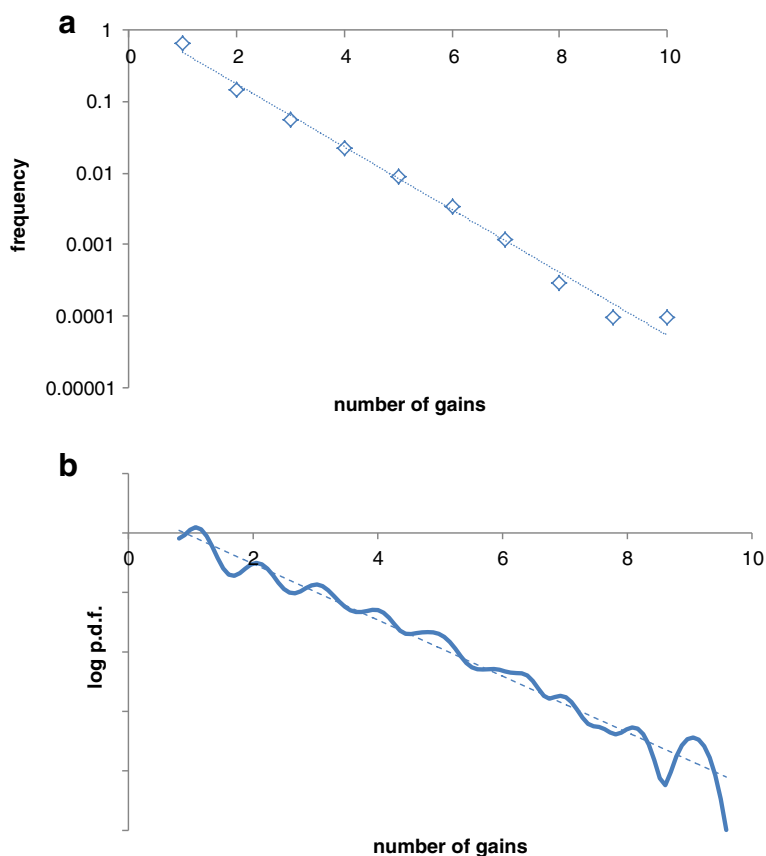 a
1
0 2 4 6 8 10
0.1
0.01
0.001
0.0001
0.00001
frequency
number of gains
b
0 2 4 6 8 10
log p.d.f.
number of gains